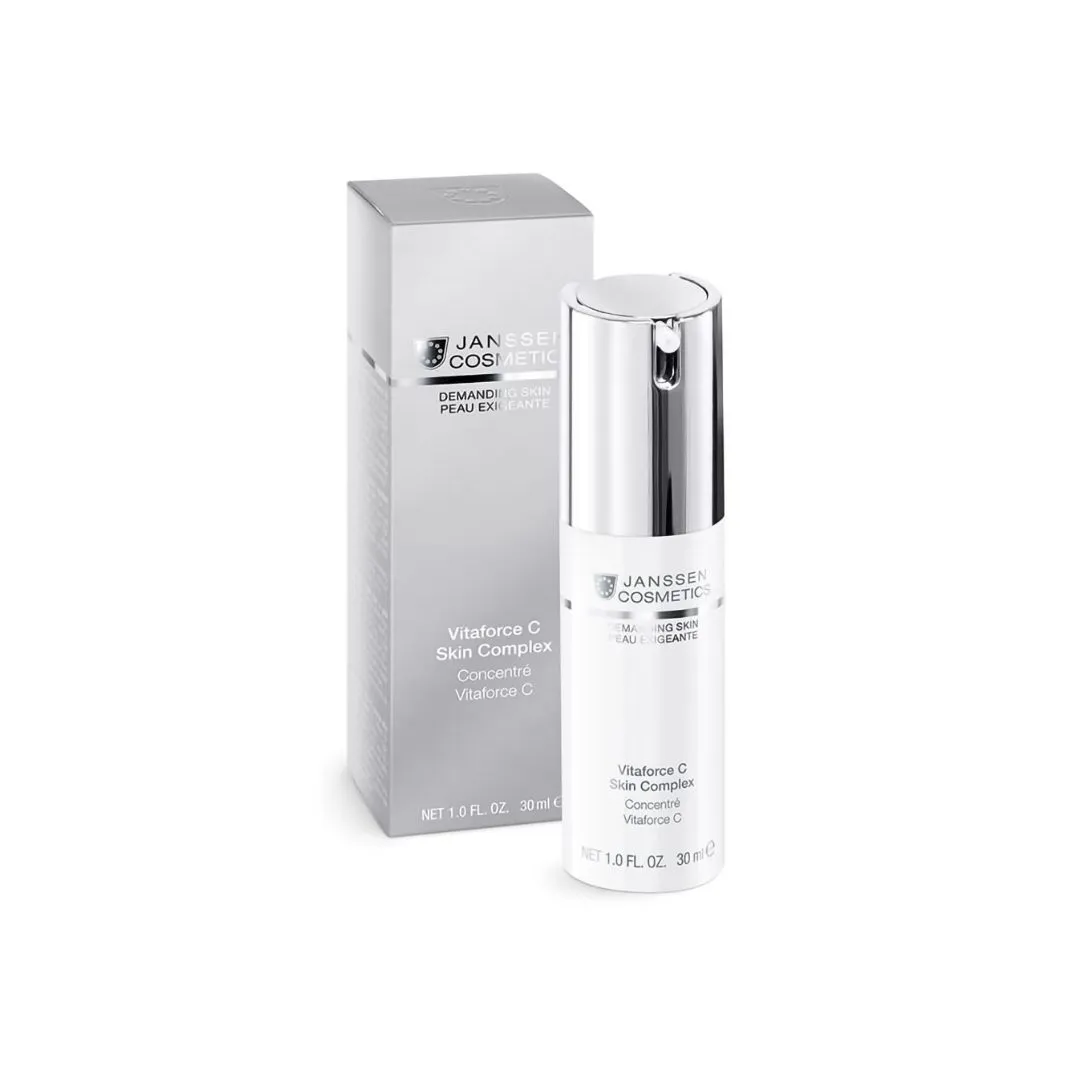 JANSSEN
COSMETIC
DEMANDING SKIN
PEAU EXIGEANTE
Vitaforce C
Skin Complex
Concentré
Vitaforce C
NET 1.0 FL. OZ. 30 ml ℮
JANSSEN
COSMETICS
DEMANDING SKIN
PEAU EXIGEANTE
Vitaforce C
Skin Complex
Concentré
Vitaforce C
NET 1.0 FL. OZ. 30 ml ℮